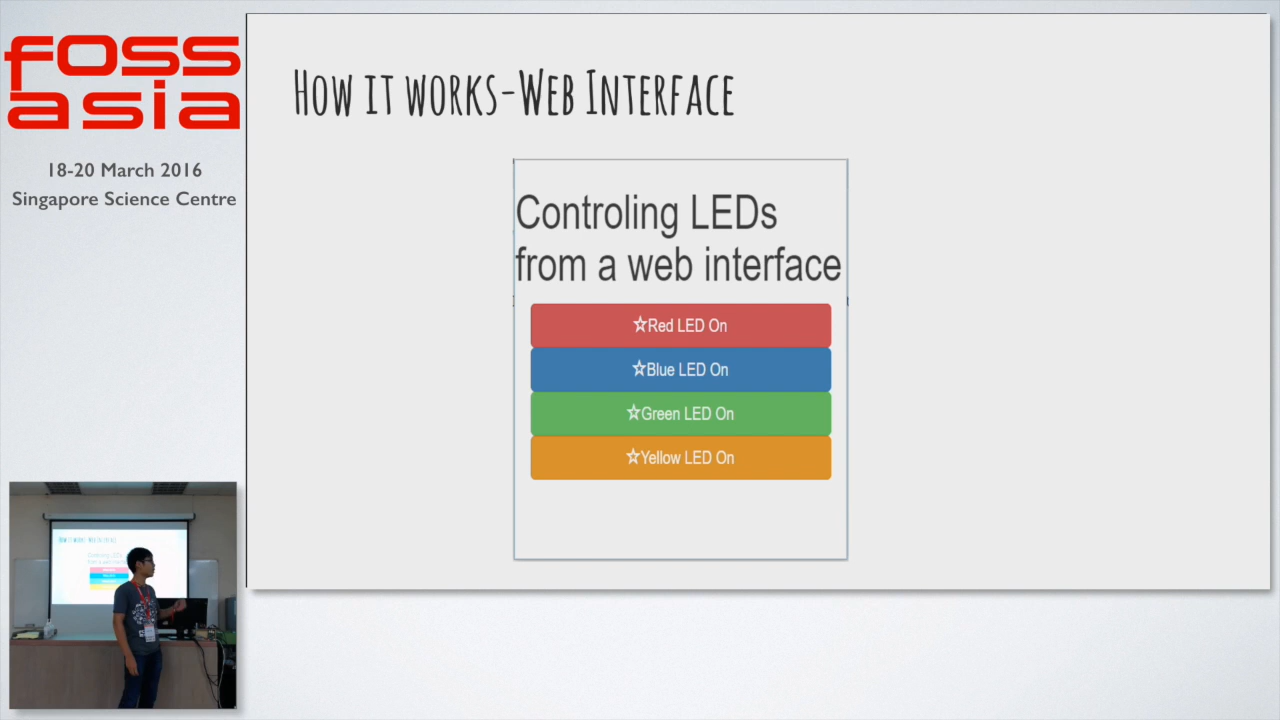 foss
asia
18-20 March 2016
Singapore Science Centre
How it works-Web Interface
Controling LEDs
from a web interface
☆Red LED On
☆Blue LED On
☆Green LED On
☆Yellow LED On